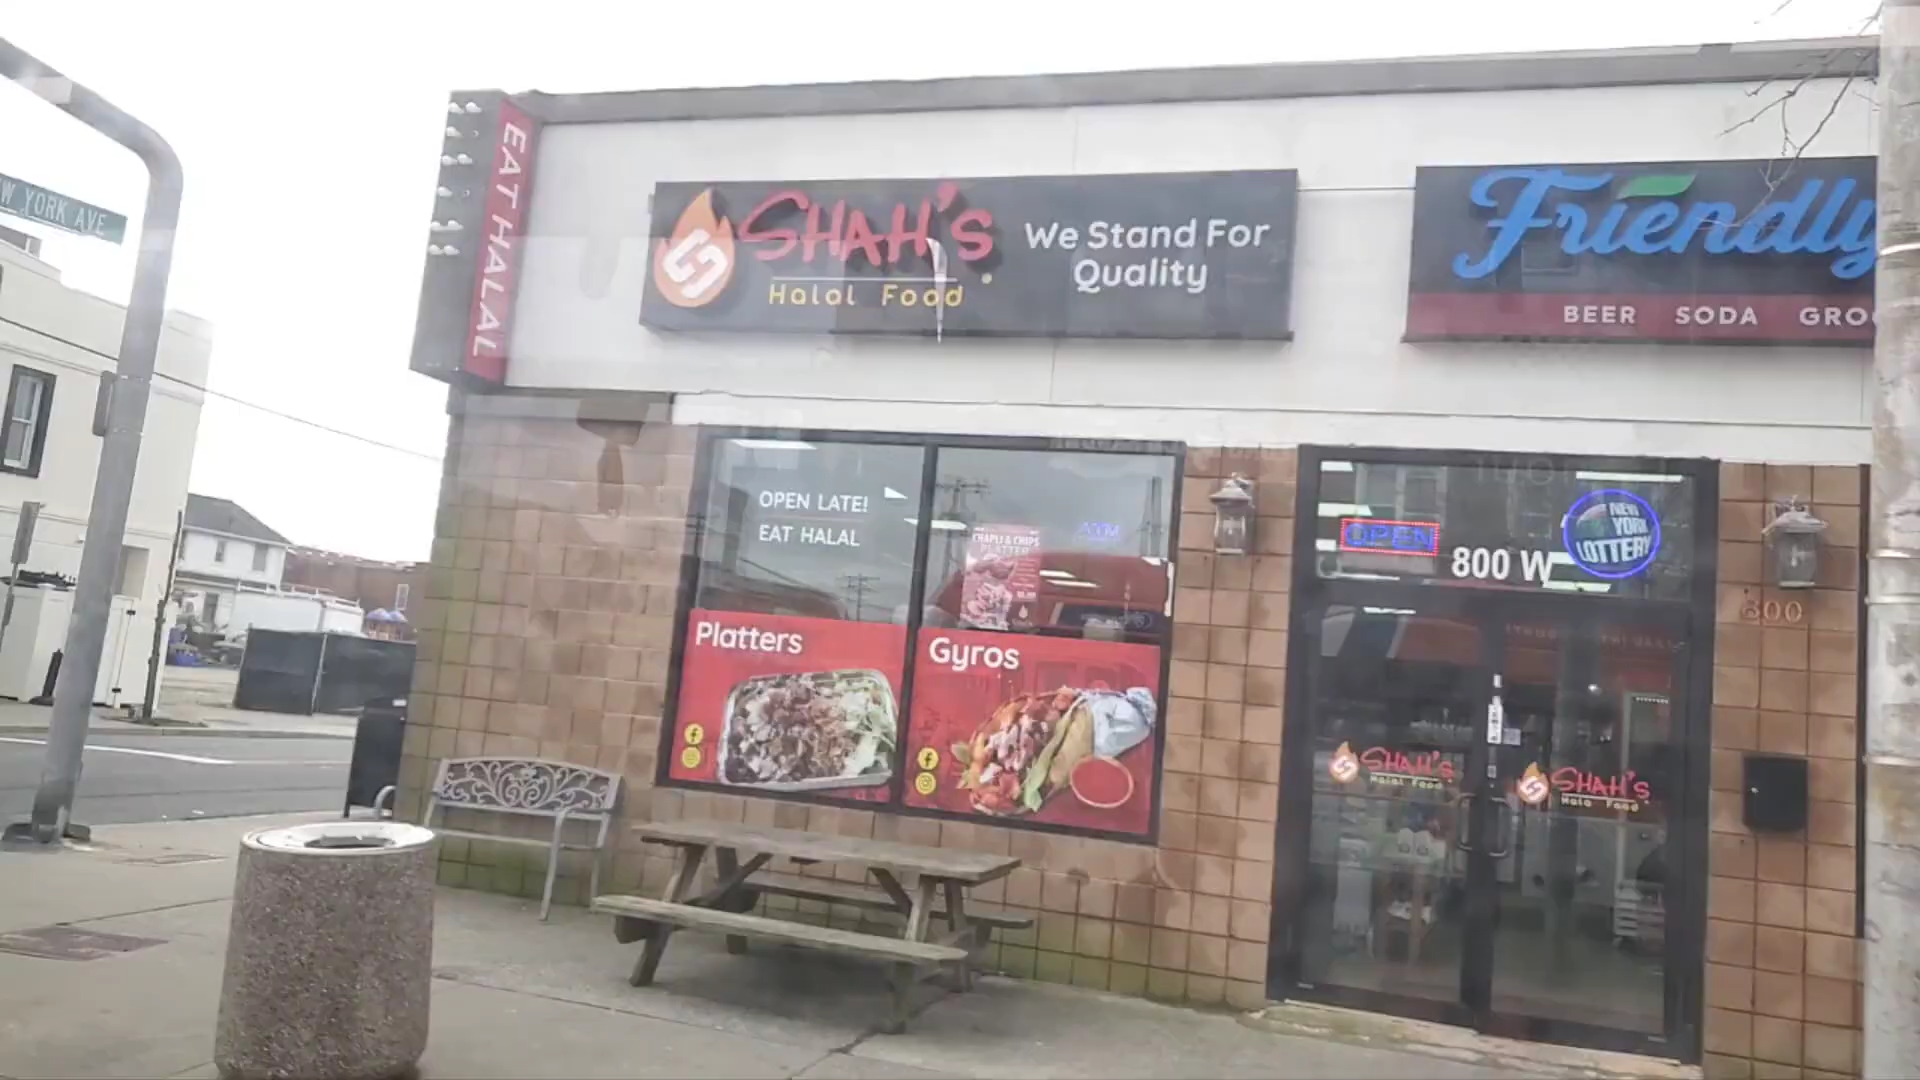 YORK AVE
EAT HALAL
SHAH'S
Halal Food
We Stand For
Quality
Friendly
BEER SODA
OPEN LATE!
EAT HALAL
CHAPLI & CHIPS
PLATTER
ATM
OPEN
800 W
NEW
YORK
LOTTERY
800
Platters
Gyros
SHAH'S
Halal Food
SHAH'S
Halal Food